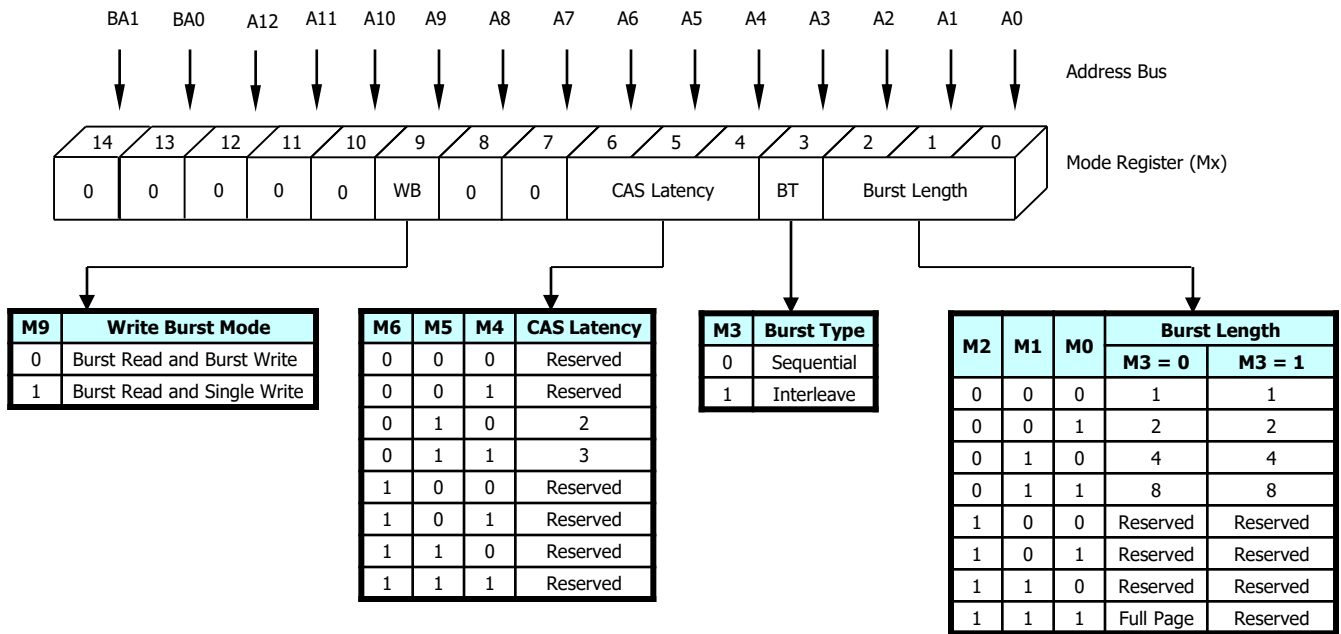 BA1 BA0 A12 A11 A10 A9 A8 A7 A6 A5 A4 A3 A2 A1 A0
Address Bus
14 13 12 11 10 9 8 7 6 5 4 3 2 1 0
Mode Register (Mx)
0 0 0 0 0 WB 0 0 CAS Latency BT Burst Length
M9 Write Burst Mode
0 Burst Read and Burst Write
1 Burst Read and Single Write
M6 M5 M4 CAS Latency
0 0 0 Reserved
0 0 1 Reserved
0 1 0 2
0 1 1 3
1 0 0 Reserved
1 0 1 Reserved
1 1 0 Reserved
1 1 1 Reserved
M3 Burst Type
0 Sequential
1 Interleave
M2 M1 M0 Burst Length
M3 = 0 M3 = 1
0 0 0 1 1
0 0 1 2 2
0 1 0 4 4
0 1 1 8 8
1 0 0 Reserved Reserved
1 0 1 Reserved Reserved
1 1 0 Reserved Reserved
1 1 1 Full Page Reserved